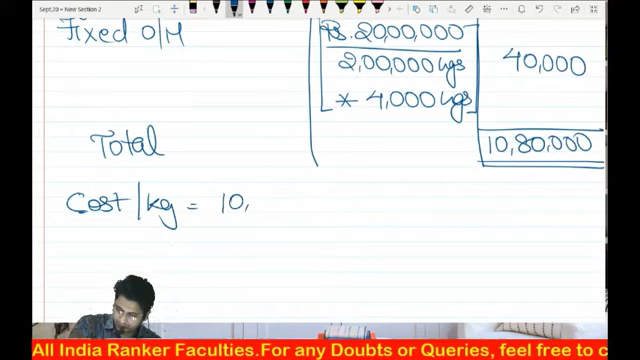 Sept.20 • New Section 2
Fixed O/H
Rs. 20,00,000
2,00,000 kgs
* 4,000 kgs
40,000
Total
10,80,000
Cost/kg = 10,
All India Ranker Faculties.For any Doubts or Queries, feel free to c